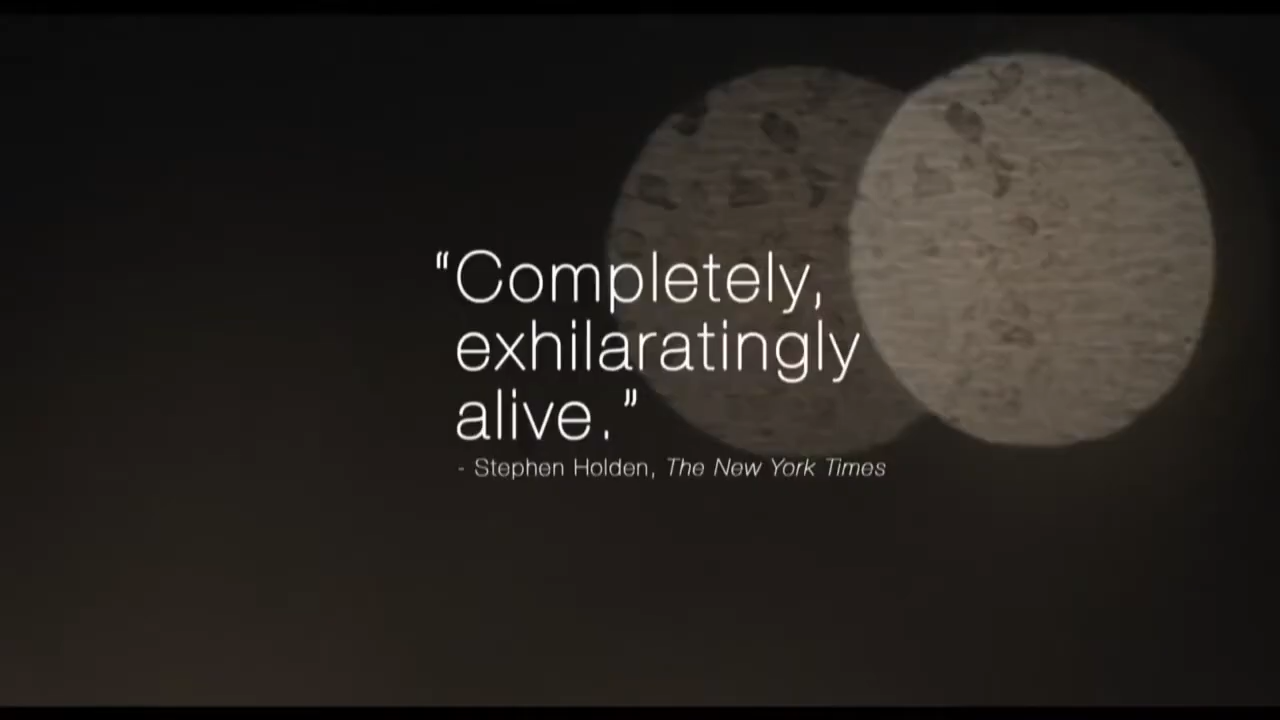 “Completely,
exhilaratingly
alive.”
- Stephen Holden, The New York Times